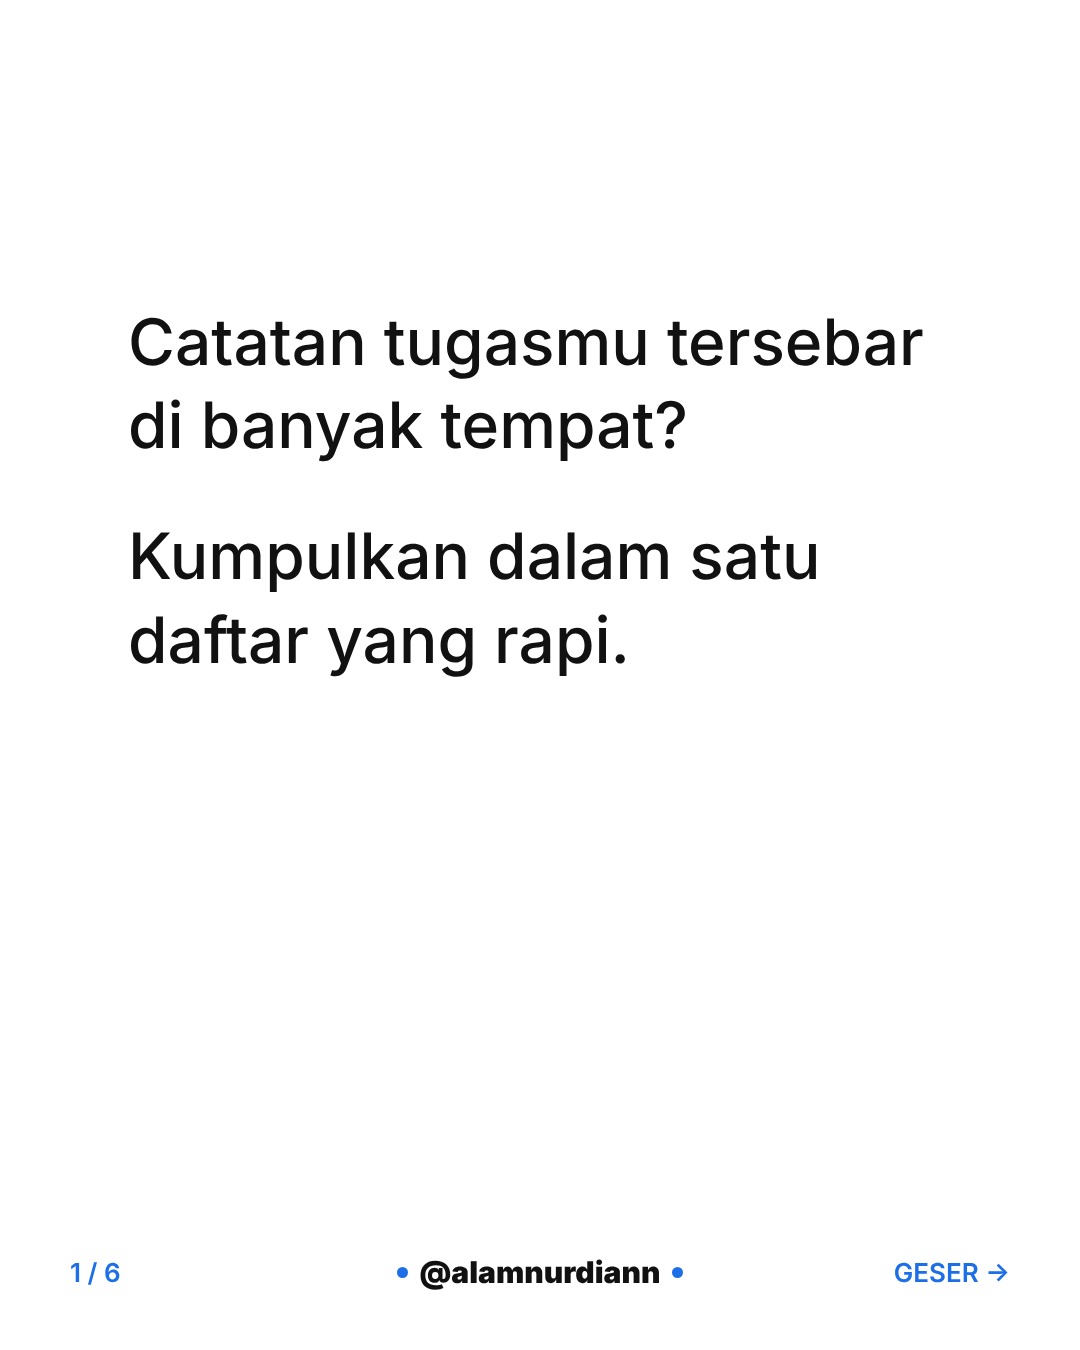 Catatan tugasmu tersebar
di banyak tempat?
Kumpulkan dalam satu
daftar yang rapi.
1 / 6
• @alamnurdiann •
GESER →